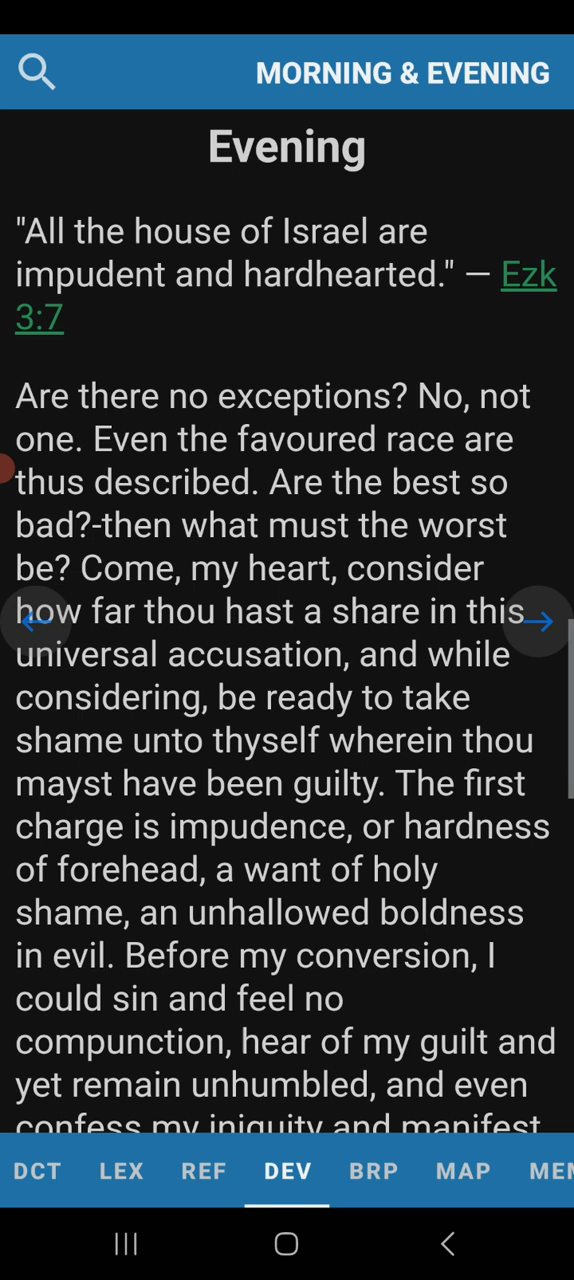 MORNING & EVENING
Evening
"All the house of Israel are
impudent and hardhearted." — Ezk
3:7
Are there no exceptions? No, not
one. Even the favoured race are
thus described. Are the best so
bad?-then what must the worst
be? Come, my heart, consider
how far thou hast a share in this
universal accusation, and while
considering, be ready to take
shame unto thyself wherein thou
mayst have been guilty. The first
charge is impudence, or hardness
of forehead, a want of holy
shame, an unhallowed boldness
in evil. Before my conversion, I
could sin and feel no
compunction, hear of my guilt and
yet remain unhumbled, and even
confess my iniquity and manifest
DCT LEX REF DEV BRP MAP